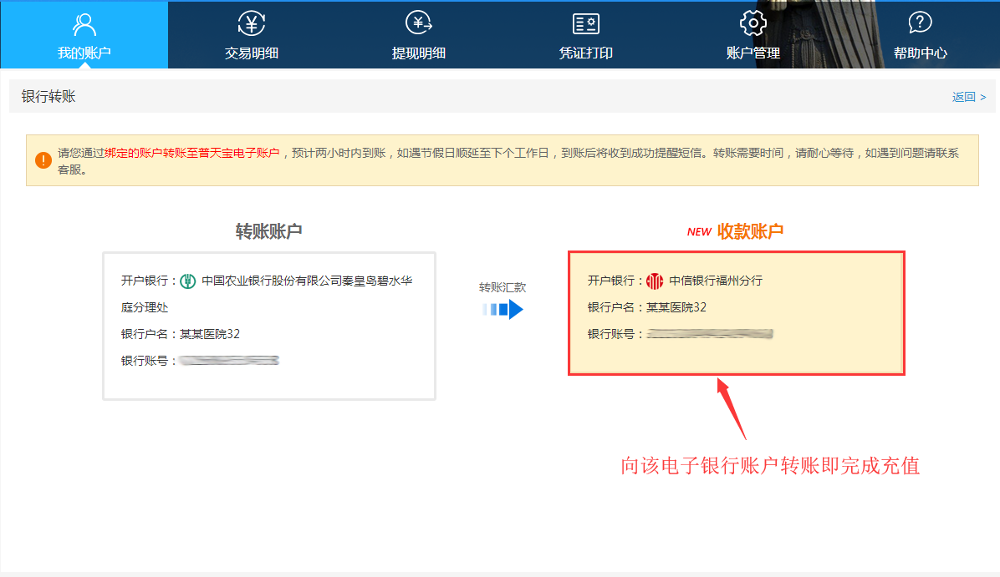 我的账户
交易明细
提现明细
凭证打印
账户管理
帮助中心
银行转账
返回 >
请您通过绑定的账户转账至普天宝电子账户，预计两小时内到账，如遇节假日顺延至下个工作日，到账后将收到成功提醒短信。转账需要时间，请耐心等待，如遇到问题请联系
客服。
转账账户
开户银行：中国农业银行股份有限公司秦皇岛碧水华
庭分理处
银行户名：某某医院32
银行账号：
转账汇款
NEW 收款账户
开户银行：中信银行福州分行
银行户名：某某医院32
银行账号：
向该电子银行账户转账即完成充值